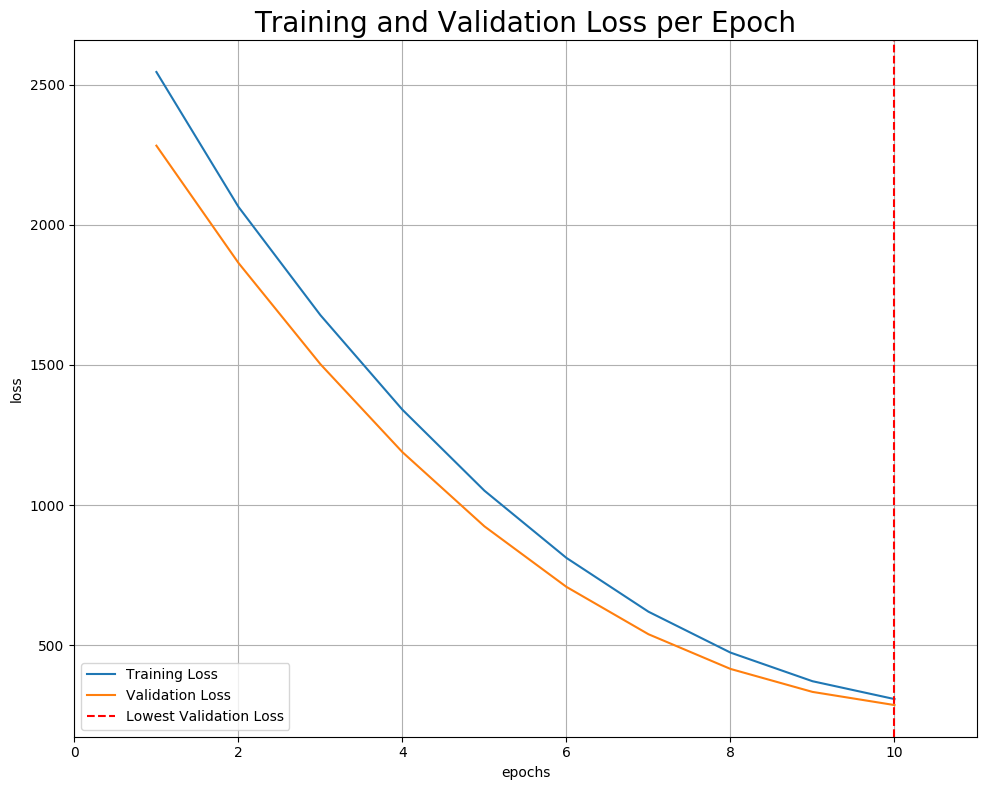 Training and Validation Loss per Epoch
2500
2000
1500
1000
500
loss
Training Loss
Validation Loss
Lowest Validation Loss
0 2 4 6 8 10
epochs